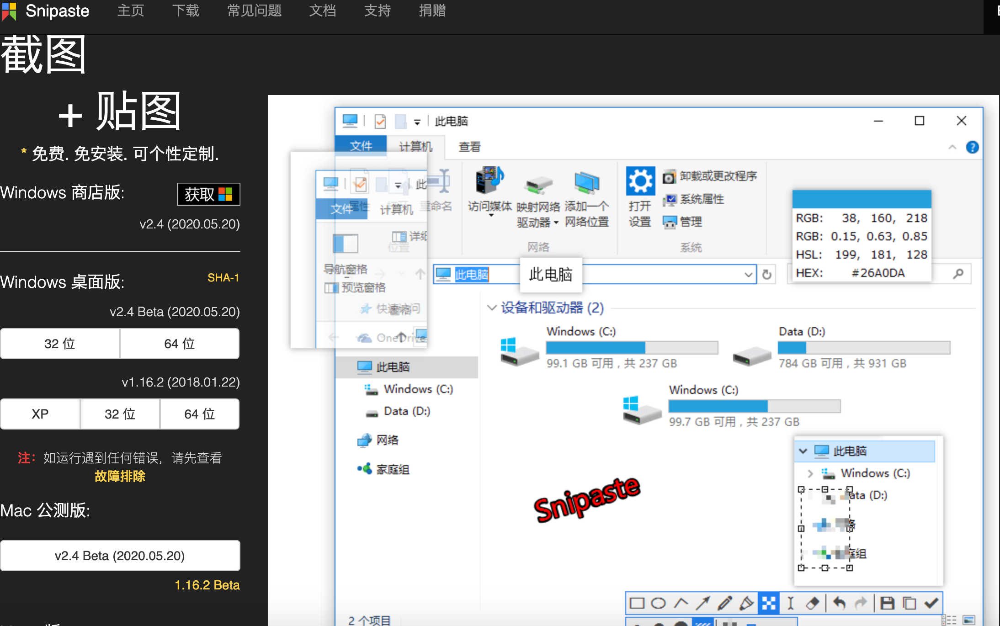 Snipaste 主页 下载 常见问题 文档 支持 捐赠
截图
+ 贴图
* 免费. 免安装. 可个性定制.
Windows 商店版:
获取
v2.4 (2020.05.20)
Windows 桌面版:
SHA-1
v2.4 Beta (2020.05.20)
32 位 64 位
v1.16.2 (2018.01.22)
XP 32 位 64 位
注: 如运行遇到任何错误, 请先查看
故障排除
Mac 公测版:
v2.4 Beta (2020.05.20)
1.16.2 Beta
此电脑
文件 计算机 查看
属性 打开 重命名
位置
此
文件 计算机
详细
导航窗格
预览窗格
窗格
访问媒体
映射网络
驱动器
添加一个
网络位置
网络
打开
设置
卸载或更改程序
系统属性
管理
系统
RGB: 38, 160, 218
RGB: 0.15, 0.63, 0.85
HSL: 199, 181, 128
HEX: #26A0DA
此电脑
此电脑
快速访问
OneDrive
此电脑
Windows (C:)
Data (D:)
网络
家庭组
设备和驱动器 (2)
Windows (C:)
99.1 GB 可用 , 共 237 GB
Data (D:)
784 GB 可用 , 共 931 GB
Windows (C:)
99.7 GB 可用 , 共 237 GB
Snipaste
此电脑
Windows (C:)
ata (D:)
庭组
2 个项目